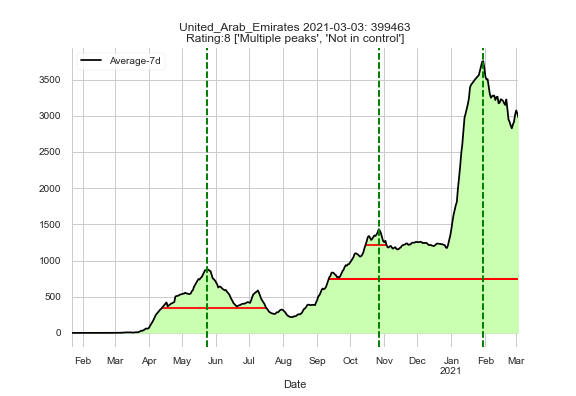 United_Arab_Emirates 2021-03-03: 399463
Rating:8 ['Multiple peaks', 'Not in control']
Average-7d
3500
3000
2500
2000
1500
1000
500
0
Feb Mar Apr May Jun Jul Aug Sep Oct Nov Dec Jan Feb Mar
2021
Date